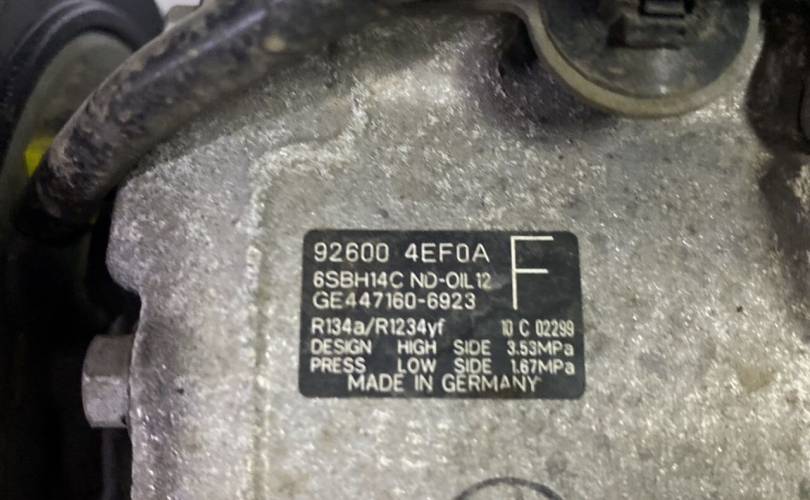 92600 4EF0A F
6SBH14C ND-OIL12
GE447160-6923
R134a/R1234yf 10 C 02299
DESIGN HIGH SIDE 3.53MPa
PRESS LOW SIDE 1.67MPa
MADE IN GERMANY